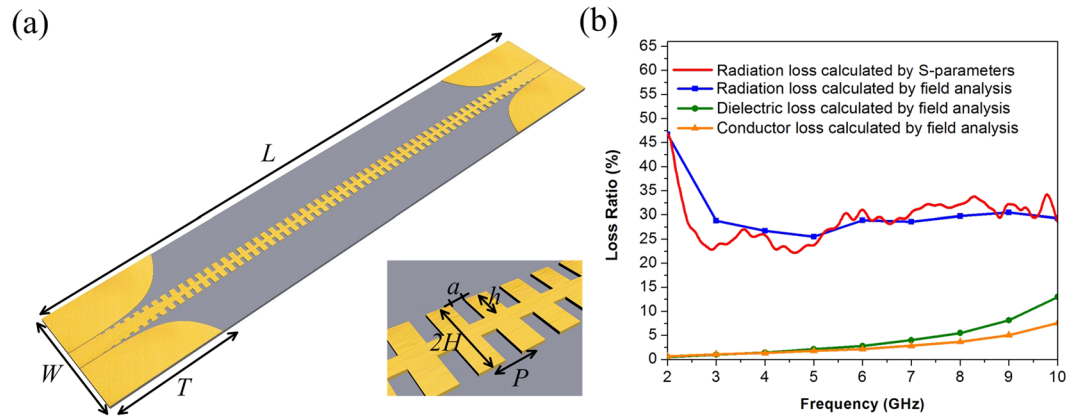 (a)
L
W
T
a
h
2H
P
(b)
65
60
55
50
45
40
35
30
25
20
15
10
5
0
Loss Ratio (%)
Radiation loss calculated by S-parameters
Radiation loss calculated by field analysis
Dielectric loss calculated by field analysis
Conductor loss calculated by field analysis
2 3 4 5 6 7 8 9 10
Frequency (GHz)